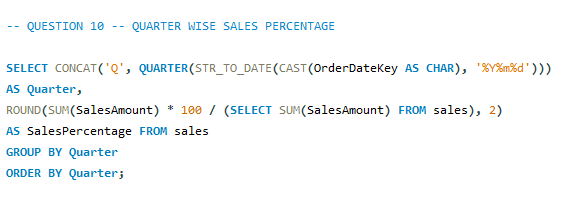 -- QUESTION 10 -- QUARTER WISE SALES PERCENTAGE
SELECT CONCAT('Q', QUARTER(STR_TO_DATE(CAST(OrderDateKey AS CHAR), '%Y%m%d')))
AS Quarter,
ROUND(SUM(SalesAmount) * 100 / (SELECT SUM(SalesAmount) FROM sales), 2)
AS SalesPercentage FROM sales
GROUP BY Quarter
ORDER BY Quarter;